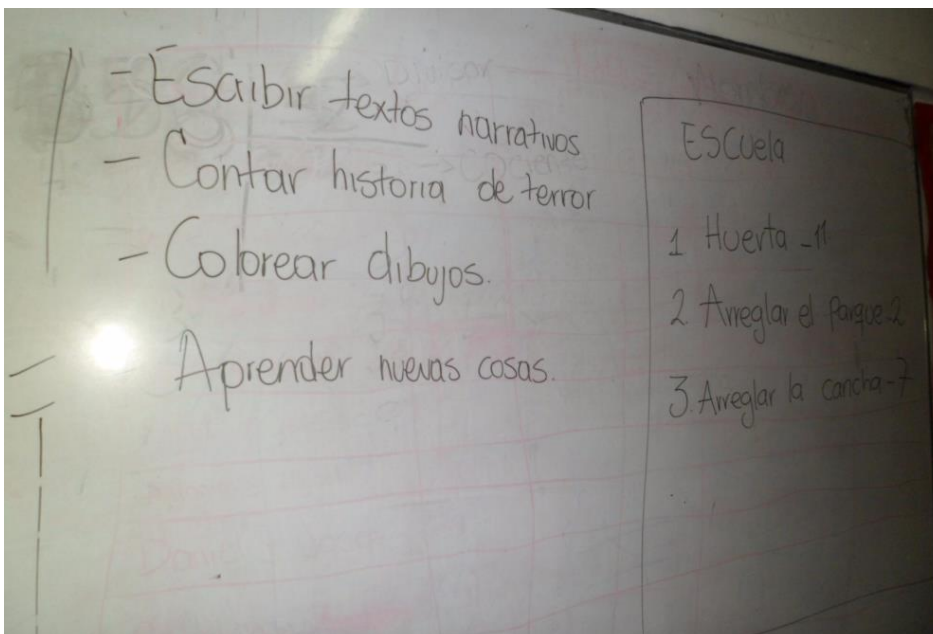 - Escribir textos narrativos
- Contar historia de terror
- Colorear dibujos.
Aprender nuevas cosas.
ESCuela
1 Huerta - 11
2 Arreglar el Parque - 2
3. Arreglar la cancha - 7